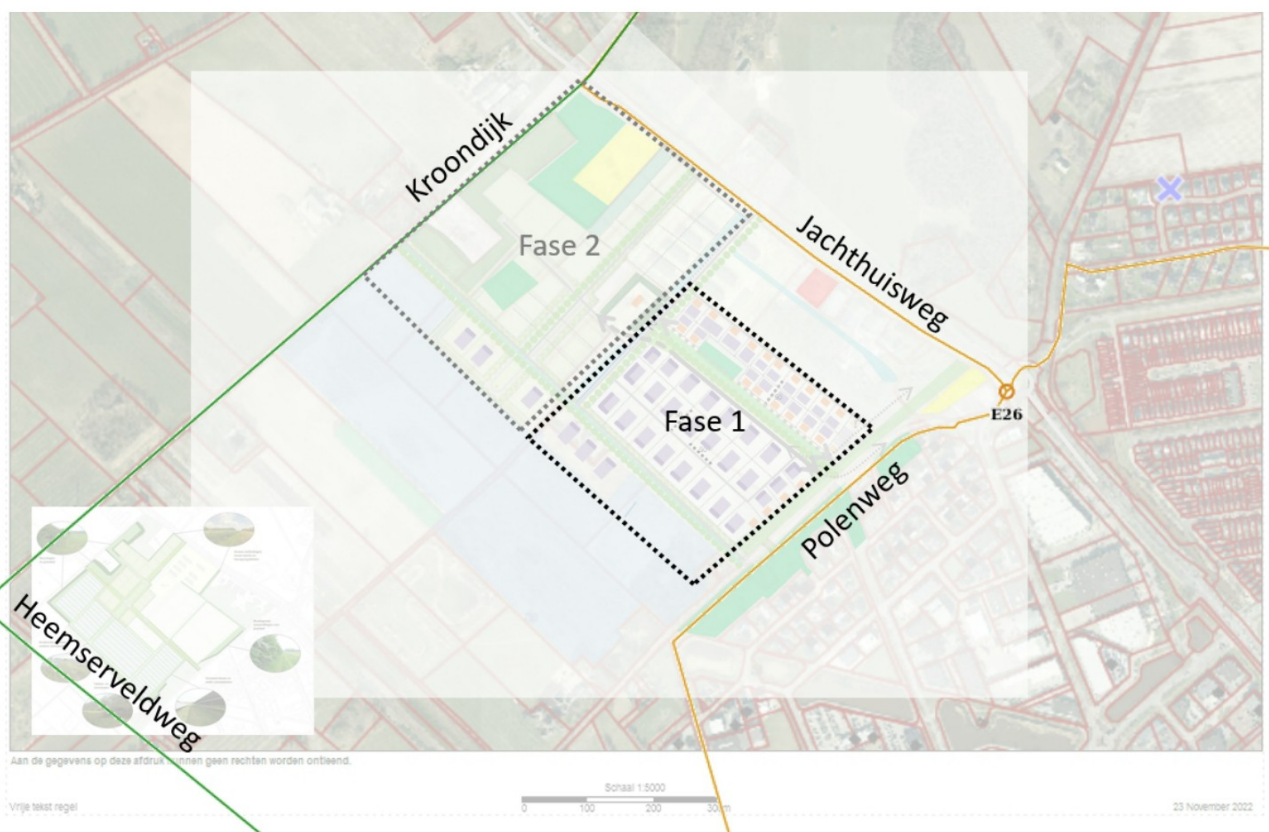 Kroondijk
Jachthuisweg
Fase 2
Fase 1
E26
Polenweg
Heemserveldweg
Aan de gegevens op deze afdruk kunnen geen rechten worden ontleend.
Schaal 1:5000
0 100 200 300m
Vrije tekst regel
23 November 2022